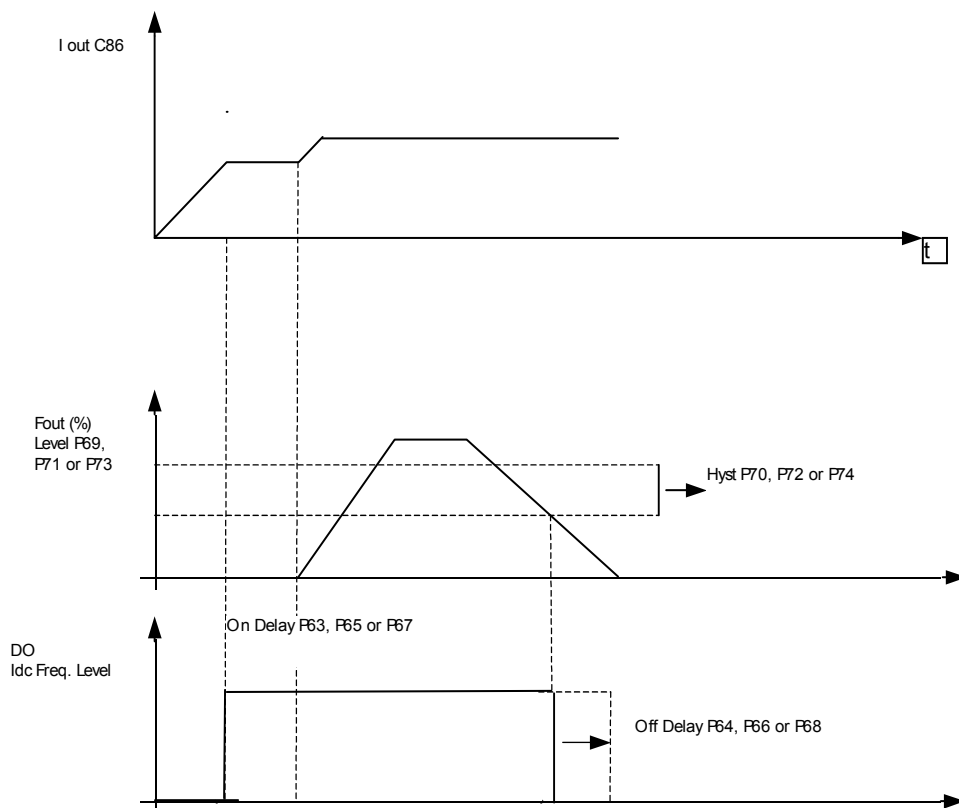 I out C86
t
Fout (%)
Level P69,
P71 or P73
Hyst P70, P72 or P74
On Delay P63, P65 or P67
DO
Idc Freq. Level
Off Delay P64, P66 or P68